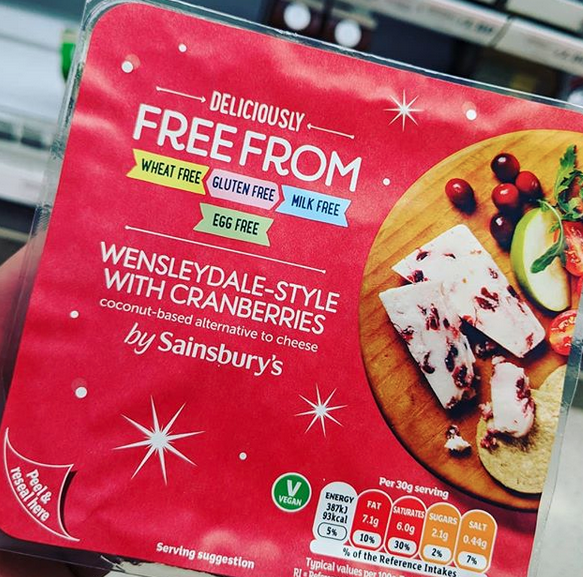 DELICIOUSLY
FREE FROM
WHEAT FREE
GLUTEN FREE
MILK FREE
EGG FREE
WENSLEYDALE-STYLE
WITH CRANBERRIES
coconut-based alternative to cheese
by Sainsbury's
Peel &
reseal here
V
VEGAN
Per 30g serving
ENERGY
387kJ
93kcal
5%
FAT
7.1g
10%
SATURATES
6.0g
30%
SUGARS
2.1g
2%
SALT
0.44g
7%
% of the Reference Intakes
Serving suggestion
Typical values per 100g